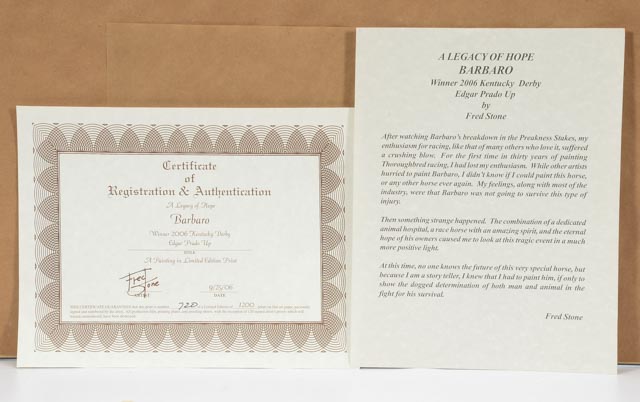 Certificate
of
Registration & Authentication
A Legacy of Hope
Barbaro
Winner 2006 Kentucky Derby
Edgar Prado Up
A Painting in Limited Edition Print
Fred
Stone
9/25/06
DATE
720
1200
A LEGACY OF HOPE
BARBARO
Winner 2006 Kentucky Derby
Edgar Prado Up
by
Fred Stone
After watching Barbaro's breakdown in the Preakness Stakes, my
enthusiasm for racing, like that of many others who love it, suffered
a crushing blow. For the first time in thirty years of painting
Thoroughbred racing, I had lost my enthusiasm. While other artists
hurried to paint Barbaro, I didn't know if I could paint this horse,
or any other horse ever again. My feelings, along with most of the
industry, were that Barbaro was not going to survive this type of
injury.
Then something strange happened. The combination of a dedicated
animal hospital, a race horse with an amazing spirit, and the eternal
hope of his owners caused me to look at this tragic event in a much
more positive light.
At this time, no one knows the future of this very special horse, but
because I am a story teller, I knew that I had to paint him, if only to
show the dogged determination of both man and animal in the
fight for his survival.
Fred Stone